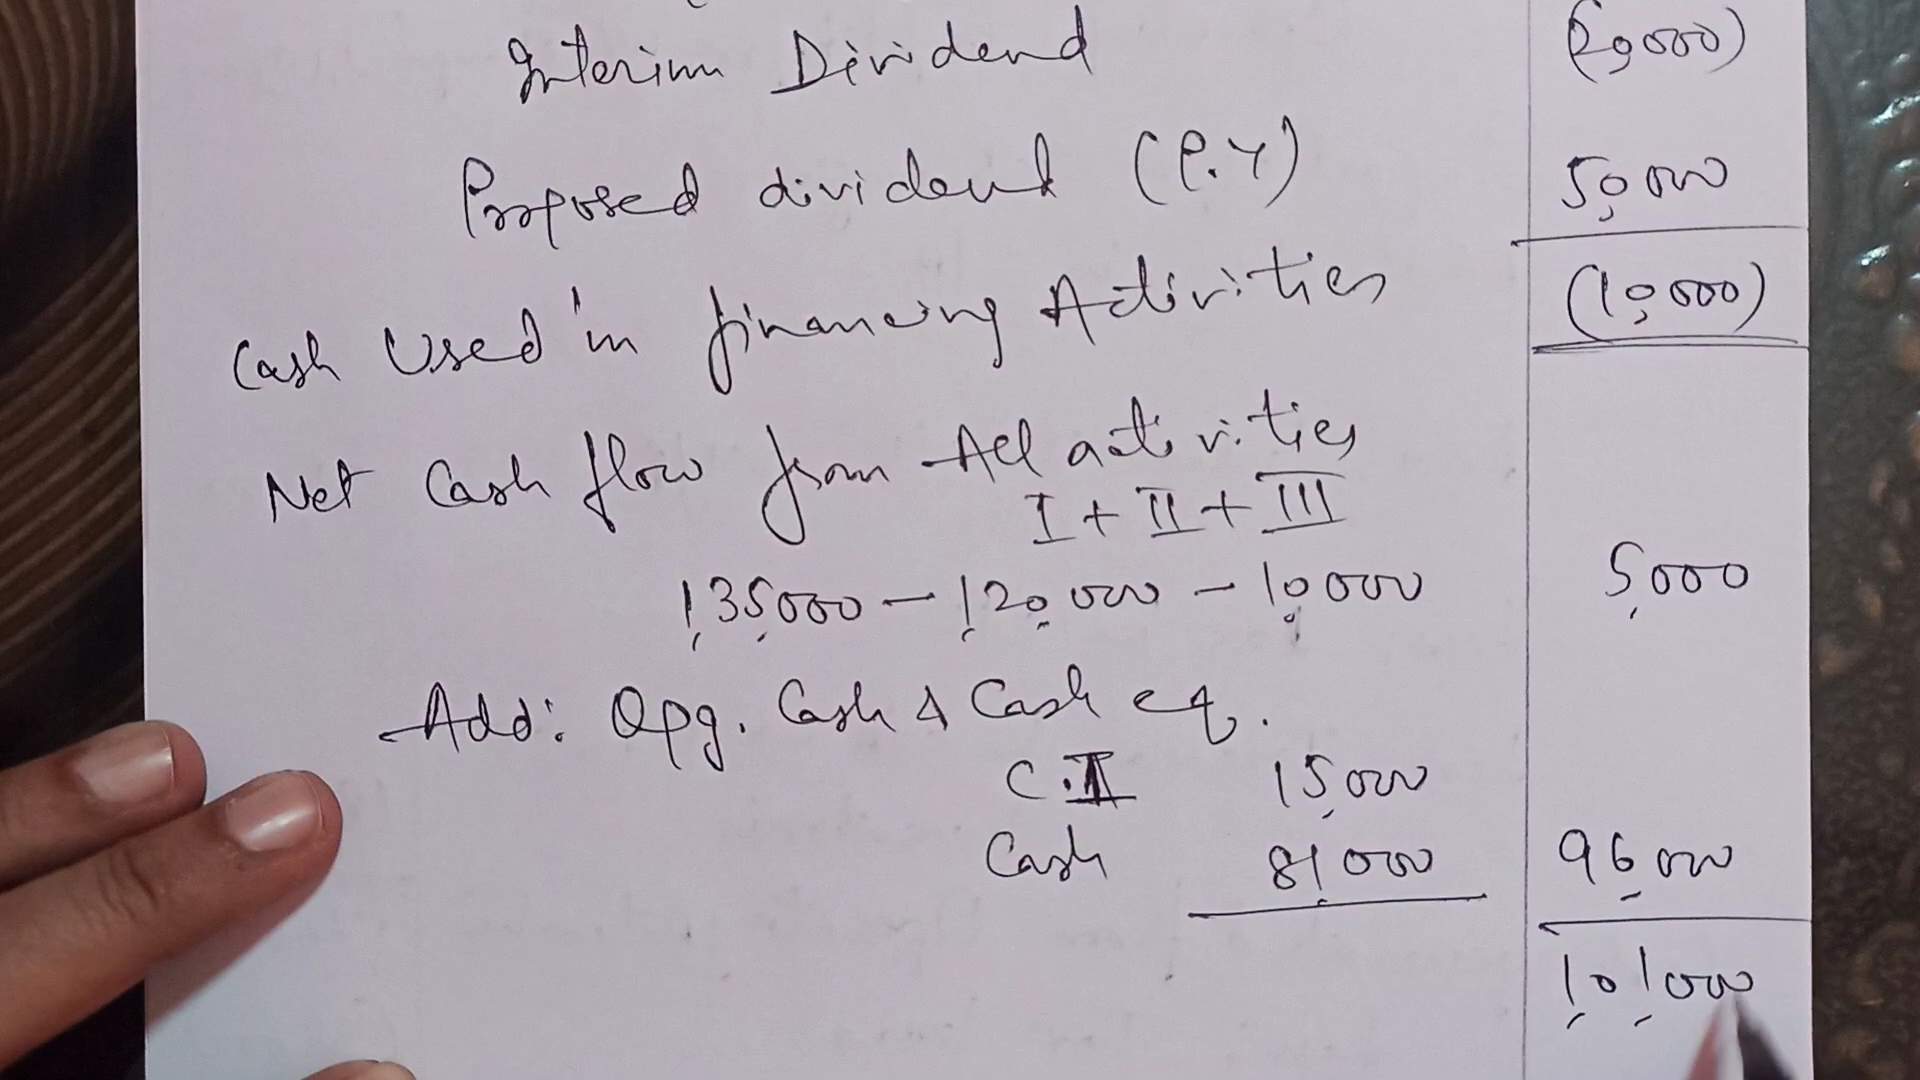 Interim Dividend (20,000)
Proposed dividend (P.Y) 50,000
Cash Used in financing Activities (10,000)
Net Cash flow from All activities
I + II + III
1,35,000 - 1,20,000 - 10,000 5,000
Add: Opg. Cash & Cash eq.
C.I 15,000
Cash 81,000 96,000
1,01,000